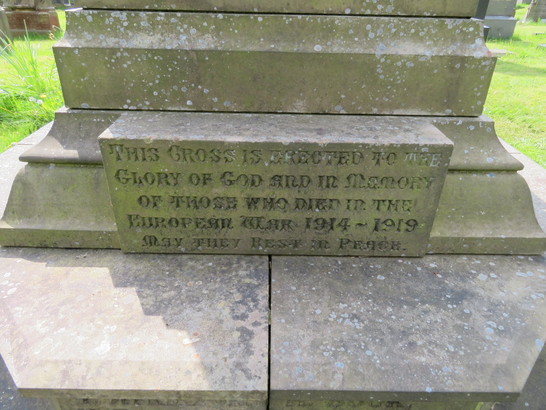 This Cross is erected to the
Glory of God and in Memory
of those who died in the
European War 1914~1919
May they Rest in Peace.